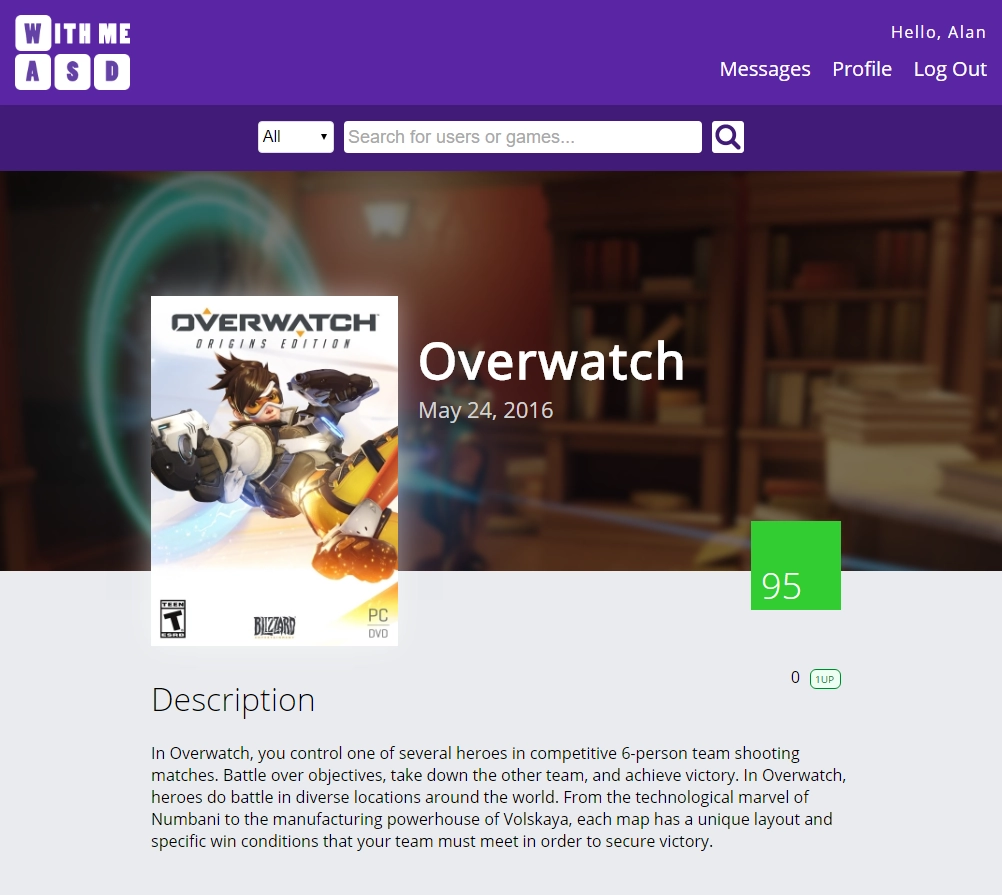 WITH ME
ASD
Hello, Alan
Messages Profile Log Out
All ▾ Search for users or games...
OVERWATCH
ORIGINS EDITION
Overwatch
May 24, 2016
95
TEEN
T
ESRB
BLIZZARD
ENTERTAINMENT
PC
DVD
0 1UP
Description
In Overwatch, you control one of several heroes in competitive 6-person team shooting
matches. Battle over objectives, take down the other team, and achieve victory. In Overwatch,
heroes do battle in diverse locations around the world. From the technological marvel of
Numbani to the manufacturing powerhouse of Volskaya, each map has a unique layout and
specific win conditions that your team must meet in order to secure victory.